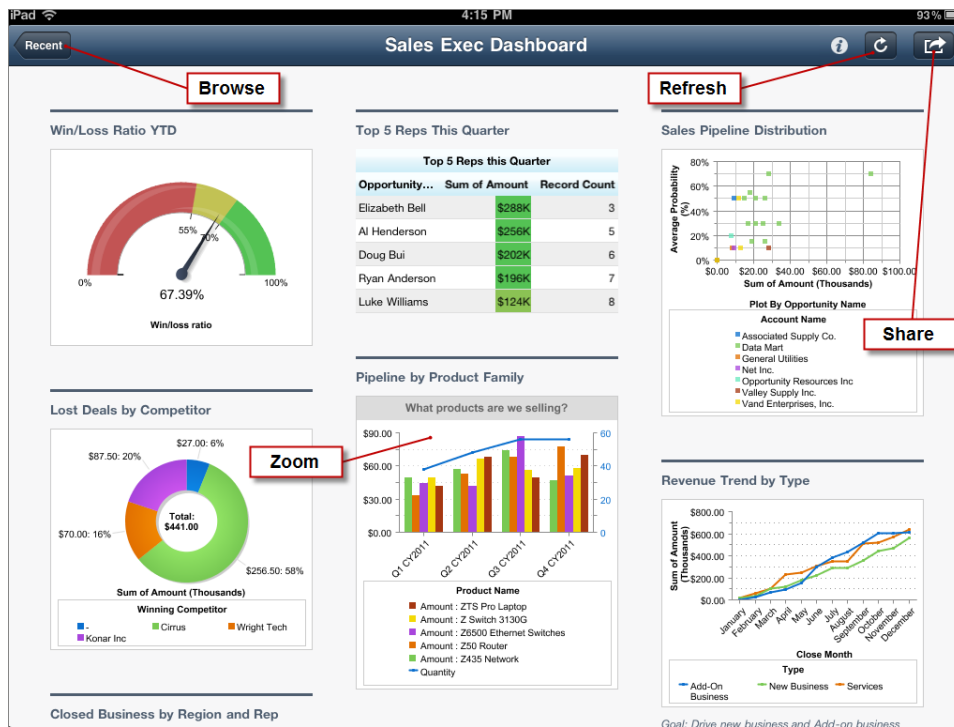 iPad 4:15 PM 93%
Recent
Sales Exec Dashboard
Browse
Refresh
Share
Win/Loss Ratio YTD
55%
70%
0%
100%
67.39%
Win/loss ratio
Top 5 Reps This Quarter
Top 5 Reps this Quarter
Opportunity... Sum of Amount Record Count
Elizabeth Bell $288K 3
Al Henderson $256K 5
Doug Bui $202K 6
Ryan Anderson $196K 7
Luke Williams $124K 8
Sales Pipeline Distribution
Average Probability (%)
80%
60%
40%
20%
0%
$0.00 $20.00 $40.00 $60.00 $80.00 $100.00
Sum of Amount (Thousands)
Plot By Opportunity Name
Account Name
Associated Supply Co.
Data Mart
General Utilities
Net Inc.
Opportunity Resources Inc
Valley Supply Inc.
Vand Enterprises, Inc.
Lost Deals by Competitor
$27.00: 6%
$87.50: 20%
Total:
$441.00
$70.00: 16%
$256.50: 58%
Sum of Amount (Thousands)
Winning Competitor
- Cirrus Wright Tech
Konar Inc
Pipeline by Product Family
What products are we selling?
Zoom
$90.00 60
$60.00 40
$30.00 20
$0.00 0
Q1 CY2011 Q2 CY2011 Q3 CY2011 Q4 CY2011
Product Name
Amount : ZTS Pro Laptop
Amount : Z Switch 3130G
Amount : Z6500 Ethernet Switches
Amount : Z50 Router
Amount : Z435 Network
Quantity
Revenue Trend by Type
Sum of Amount
(Thousands)
$800.00
$600.00
$400.00
$200.00
$0.00
January February March April May June July August September October November December
Close Month
Type
Add-On Business New Business Services
Closed Business by Region and Rep
Goal: Drive new business and Add-on business